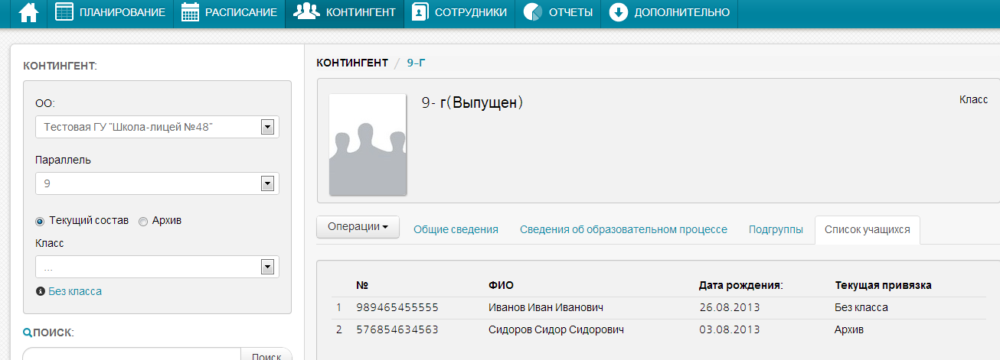 ПЛАНИРОВАНИЕ РАСПИСАНИЕ КОНТИНГЕНТ СОТРУДНИКИ ОТЧЕТЫ ДОПОЛНИТЕЛЬНО
КОНТИНГЕНТ:
ОО:
Тестовая ГУ "Школа-лицей №48"
Параллель
9
Текущий состав Архив
Класс
...
Без класса
ПОИСК:
Поиск
КОНТИНГЕНТ / 9-Г
9- г(Выпущен)
Класс
Операции Общие сведения Сведения об образовательном процессе Подгруппы Список учащихся
№ ФИО Дата рождения: Текущая привязка
1 989465455555 Иванов Иван Иванович 26.08.2013 Без класса
2 576854634563 Сидоров Сидор Сидорович 03.08.2013 Архив